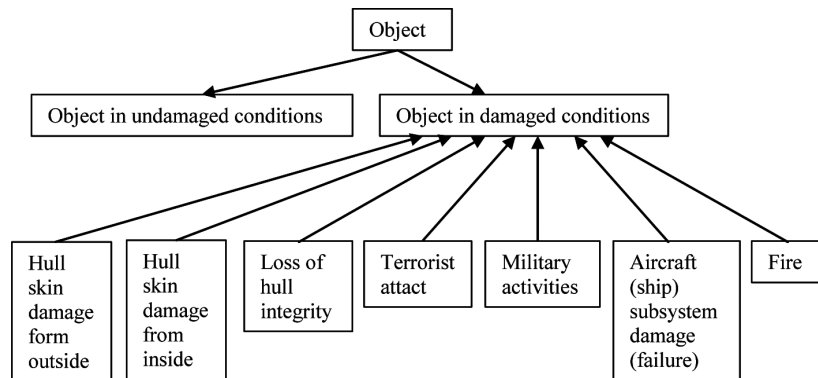 Object
Object in undamaged conditions
Object in damaged conditions
Hull
skin
damage
form
outside
Hull
skin
damage
from
inside
Loss of
hull
integrity
Terrorist
attact
Military
activities
Aircraft
(ship)
subsystem
damage
(failure)
Fire